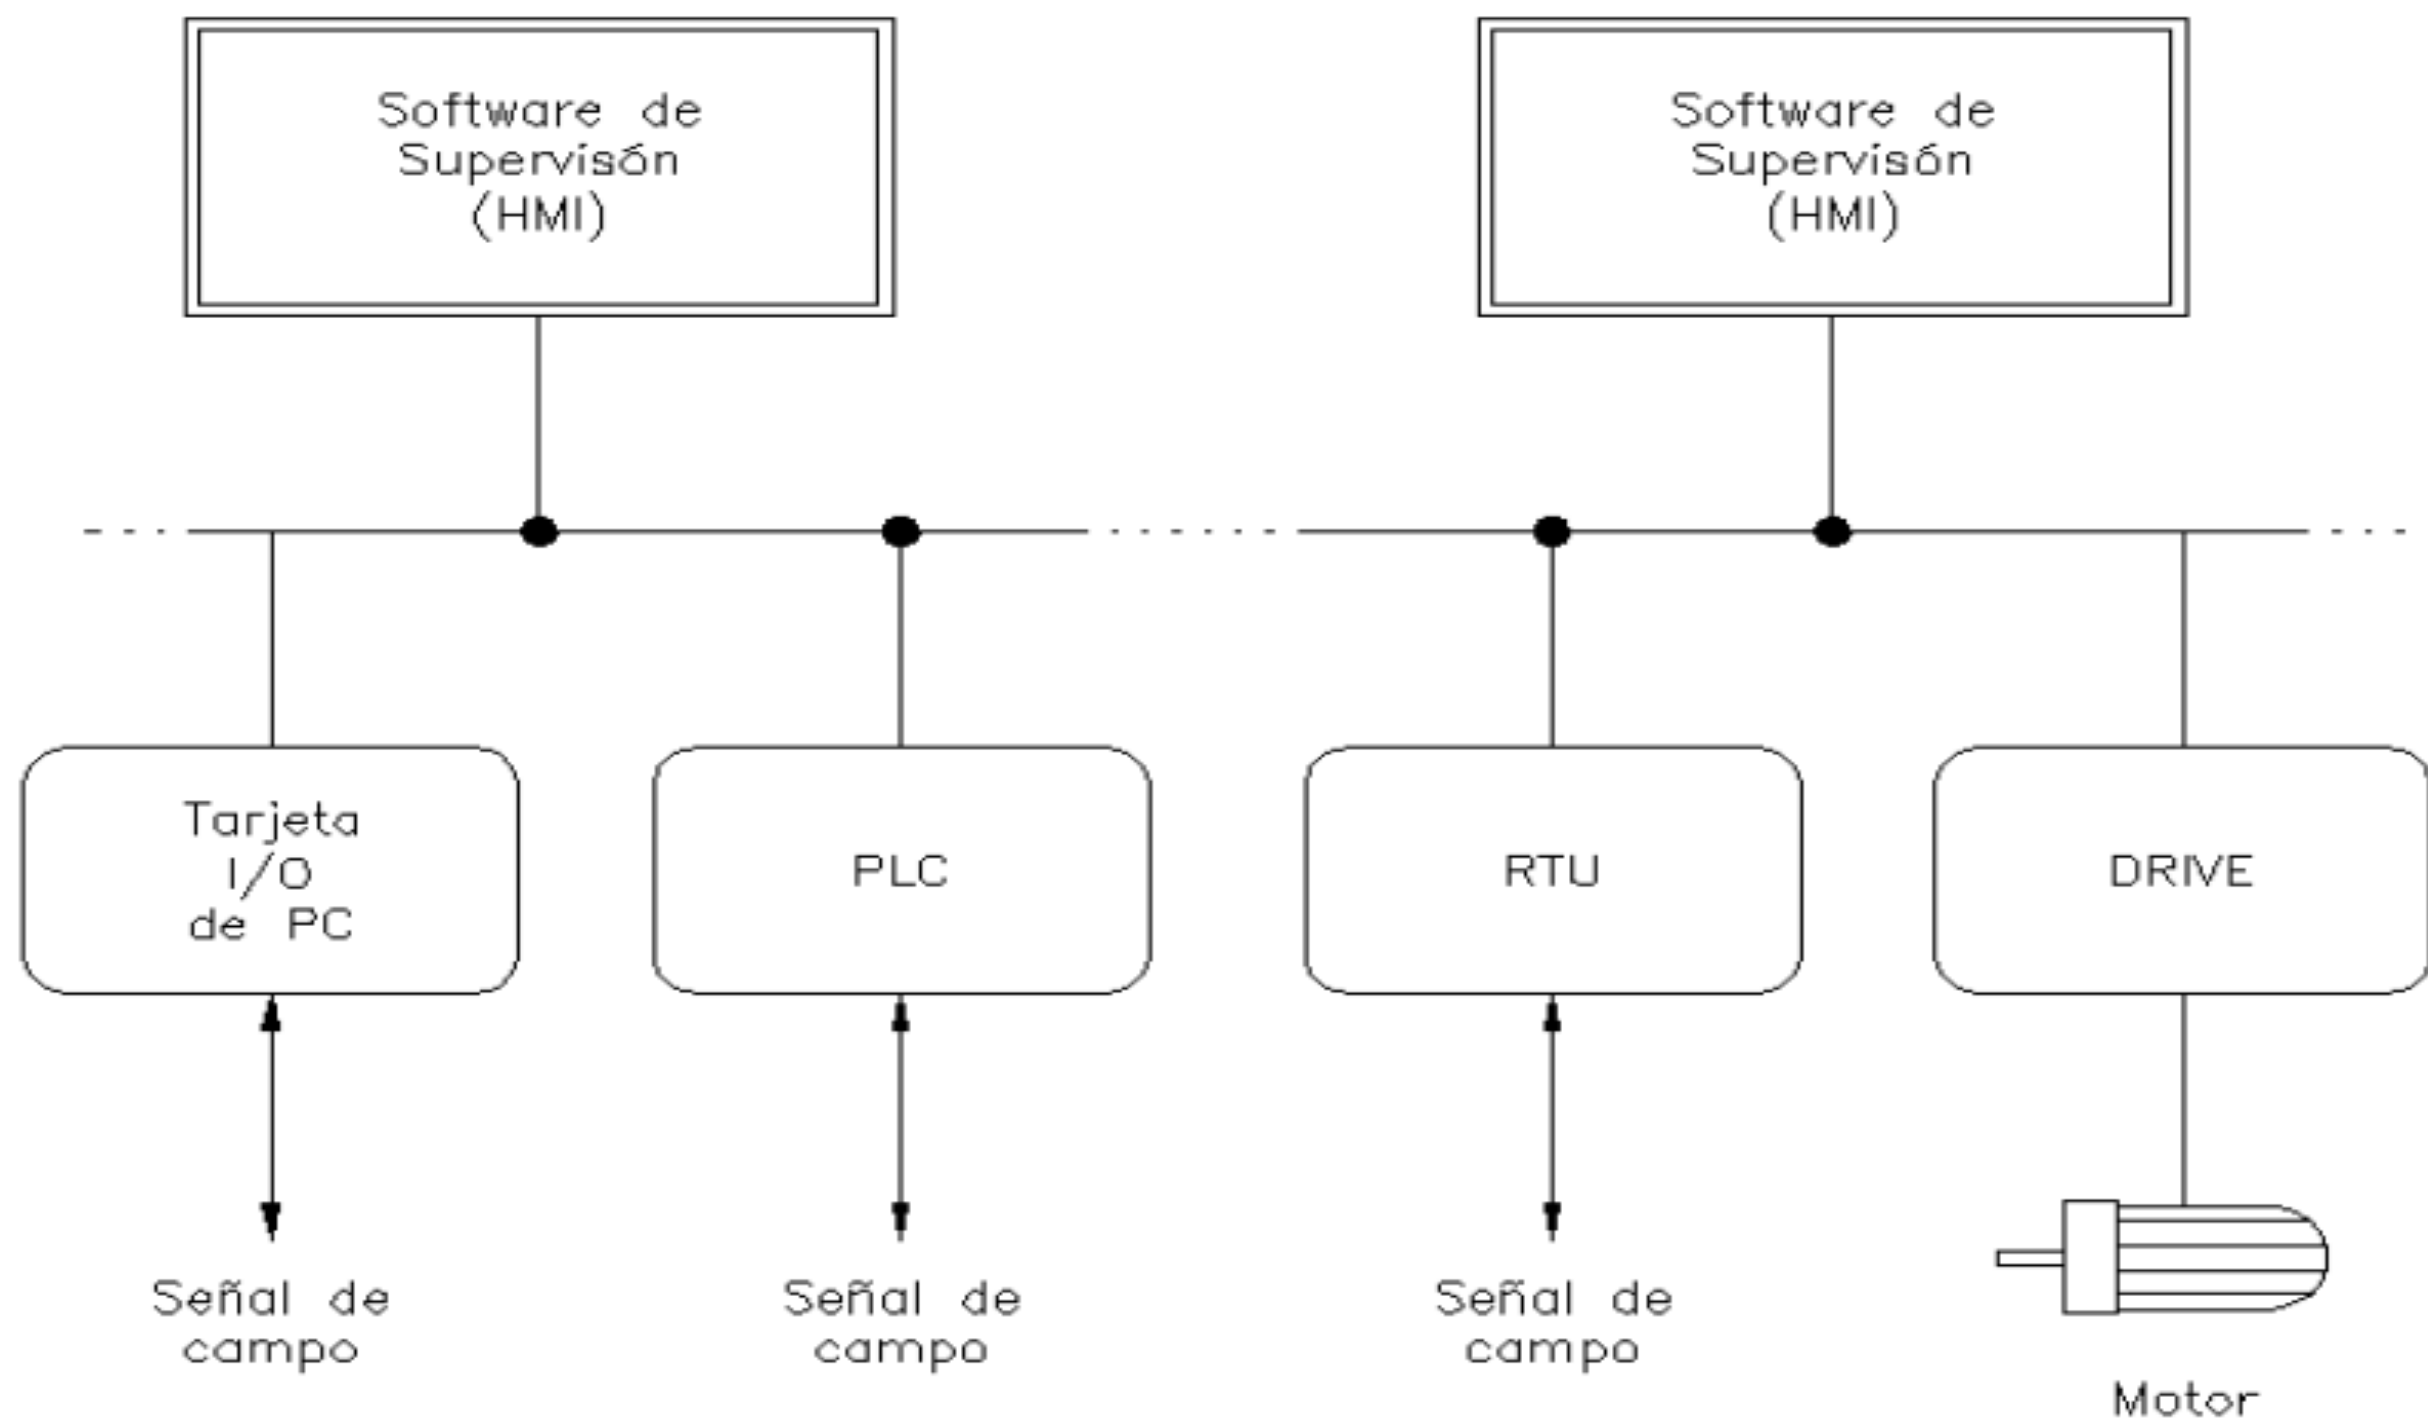 Software de
Supervisón
(HMI)
Software de
Supervisón
(HMI)
Tarjeta
I/O
de PC
PLC
RTU
DRIVE
Señal de
campo
Señal de
campo
Señal de
campo
Motor